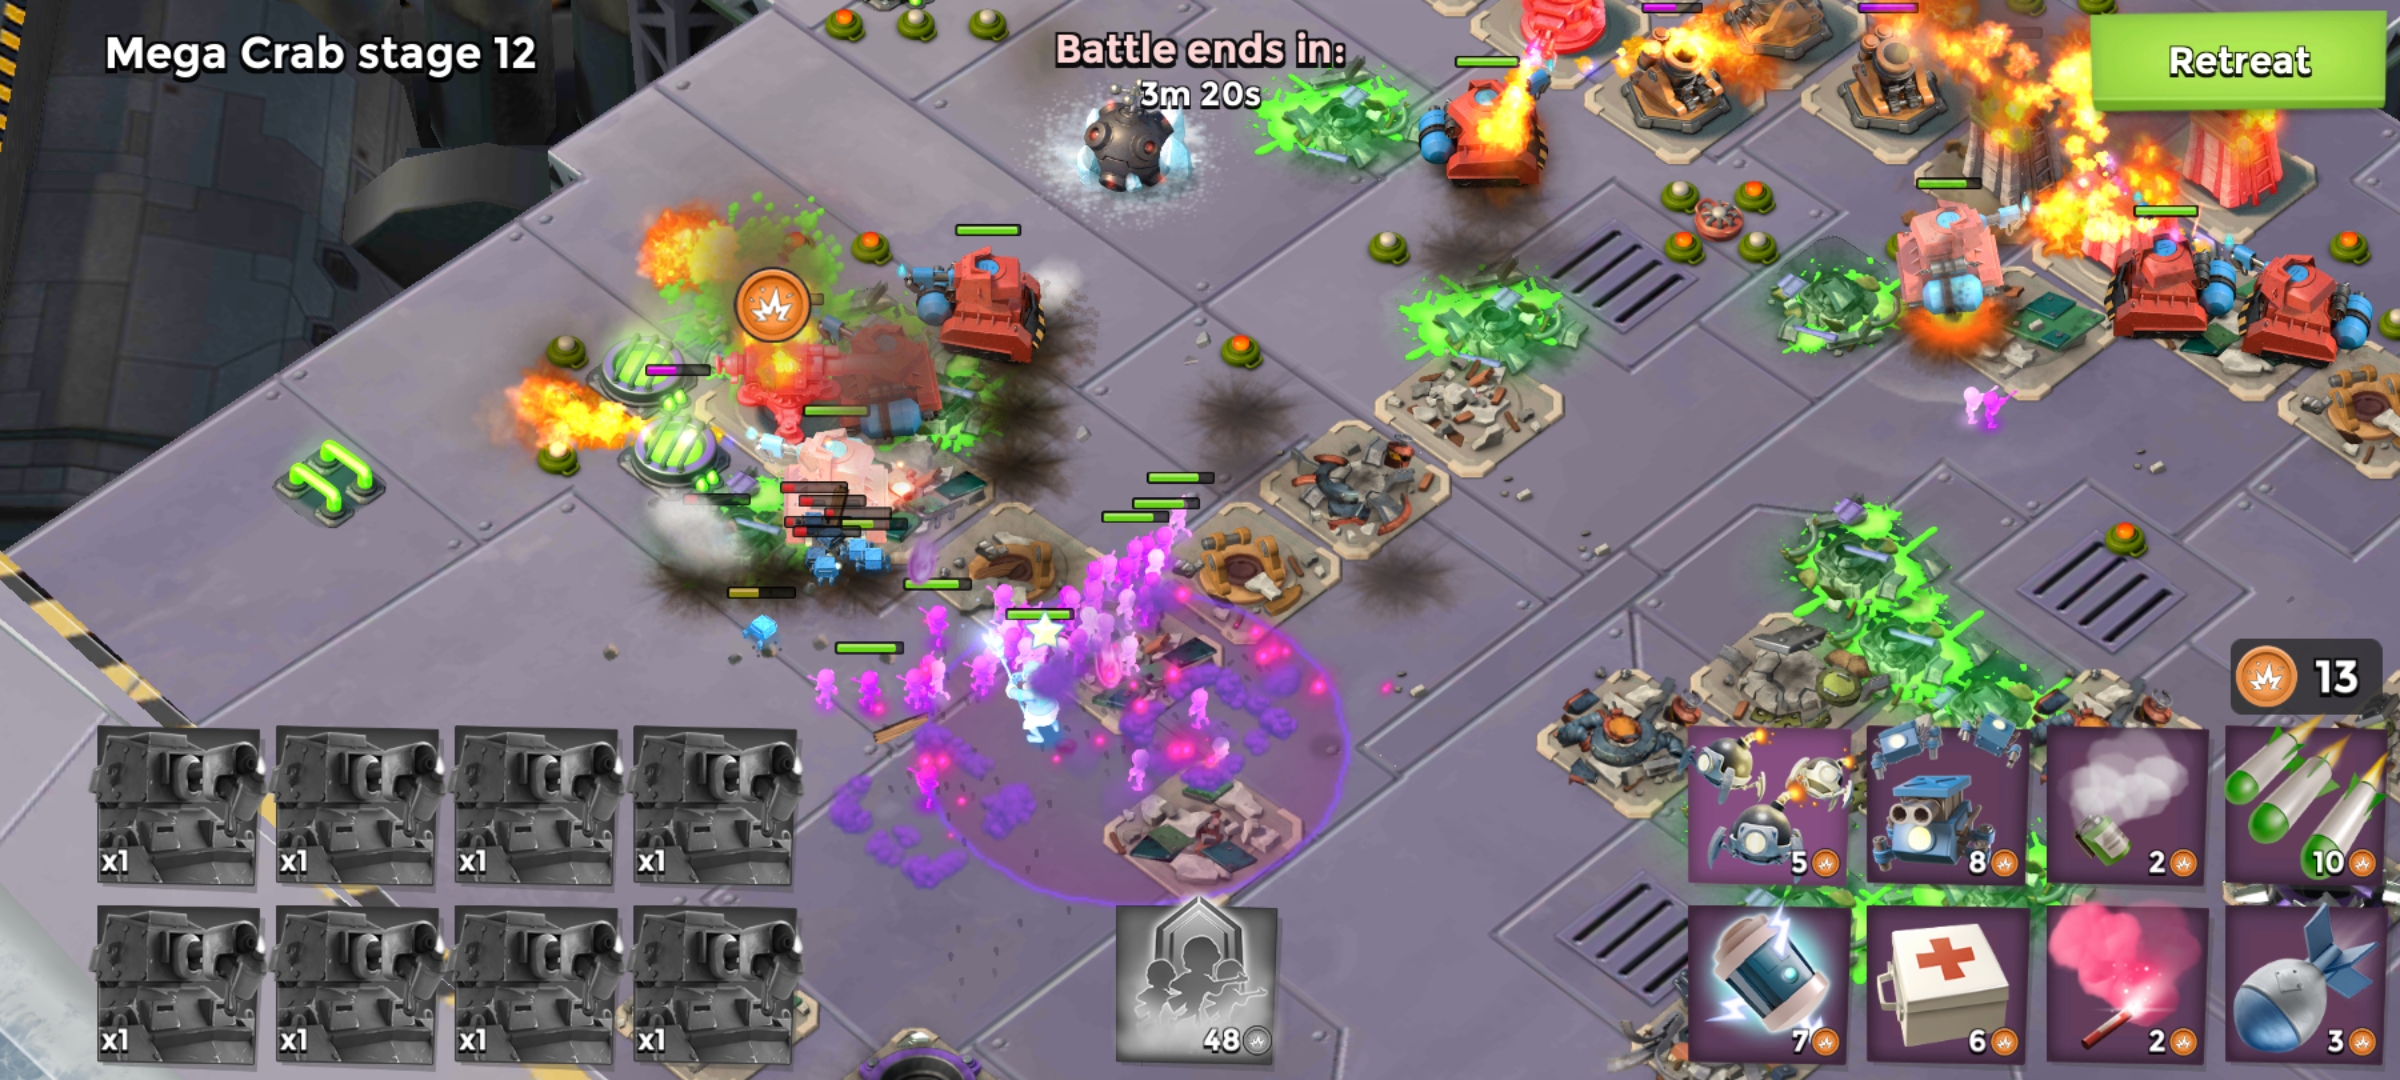 Mega Crab stage 12
Battle ends in:
3m 20s
Retreat
13
x1 x1 x1 x1
5 8 2 10
x1 x1 x1 x1
48
7 6 2 3